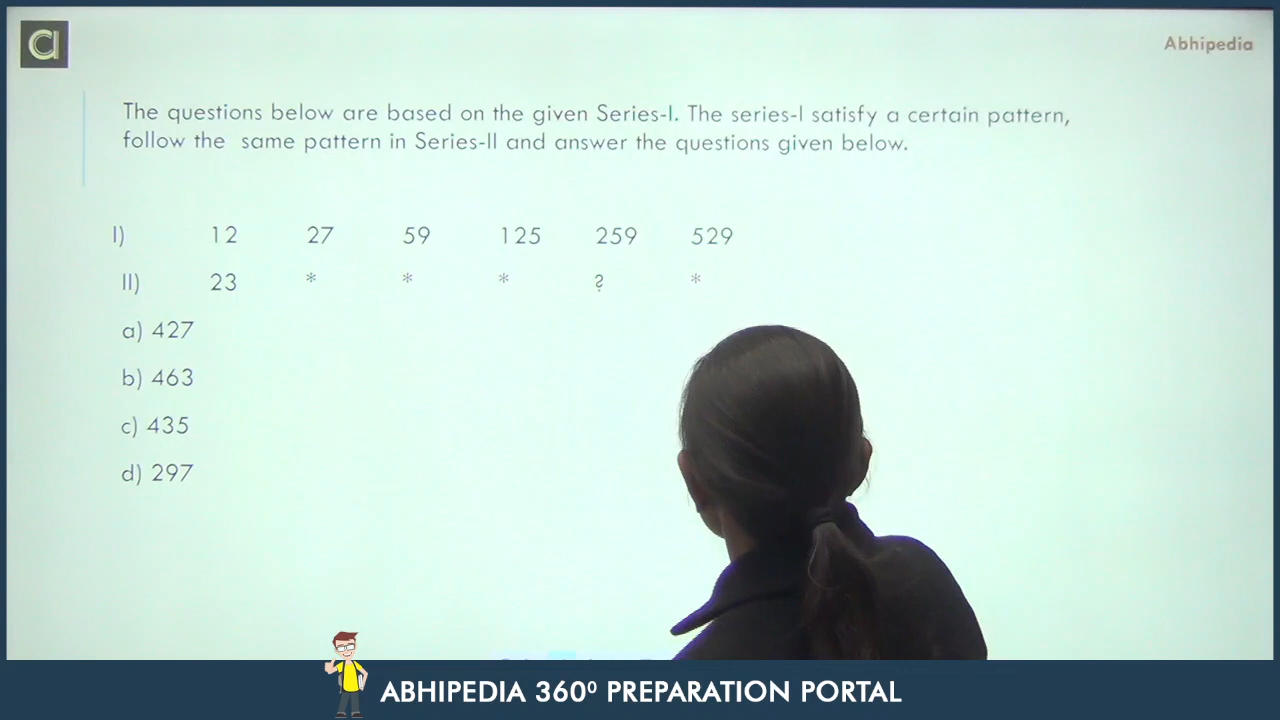 Abhipedia
The questions below are based on the given Series-I. The series-I satisfy a certain pattern,
follow the same pattern in Series-II and answer the questions given below.
I) 12 27 59 125 259 529
II) 23 * * * ? *
a) 427
b) 463
c) 435
d) 297
ABHIPEDIA 360⁰ PREPARATION PORTAL